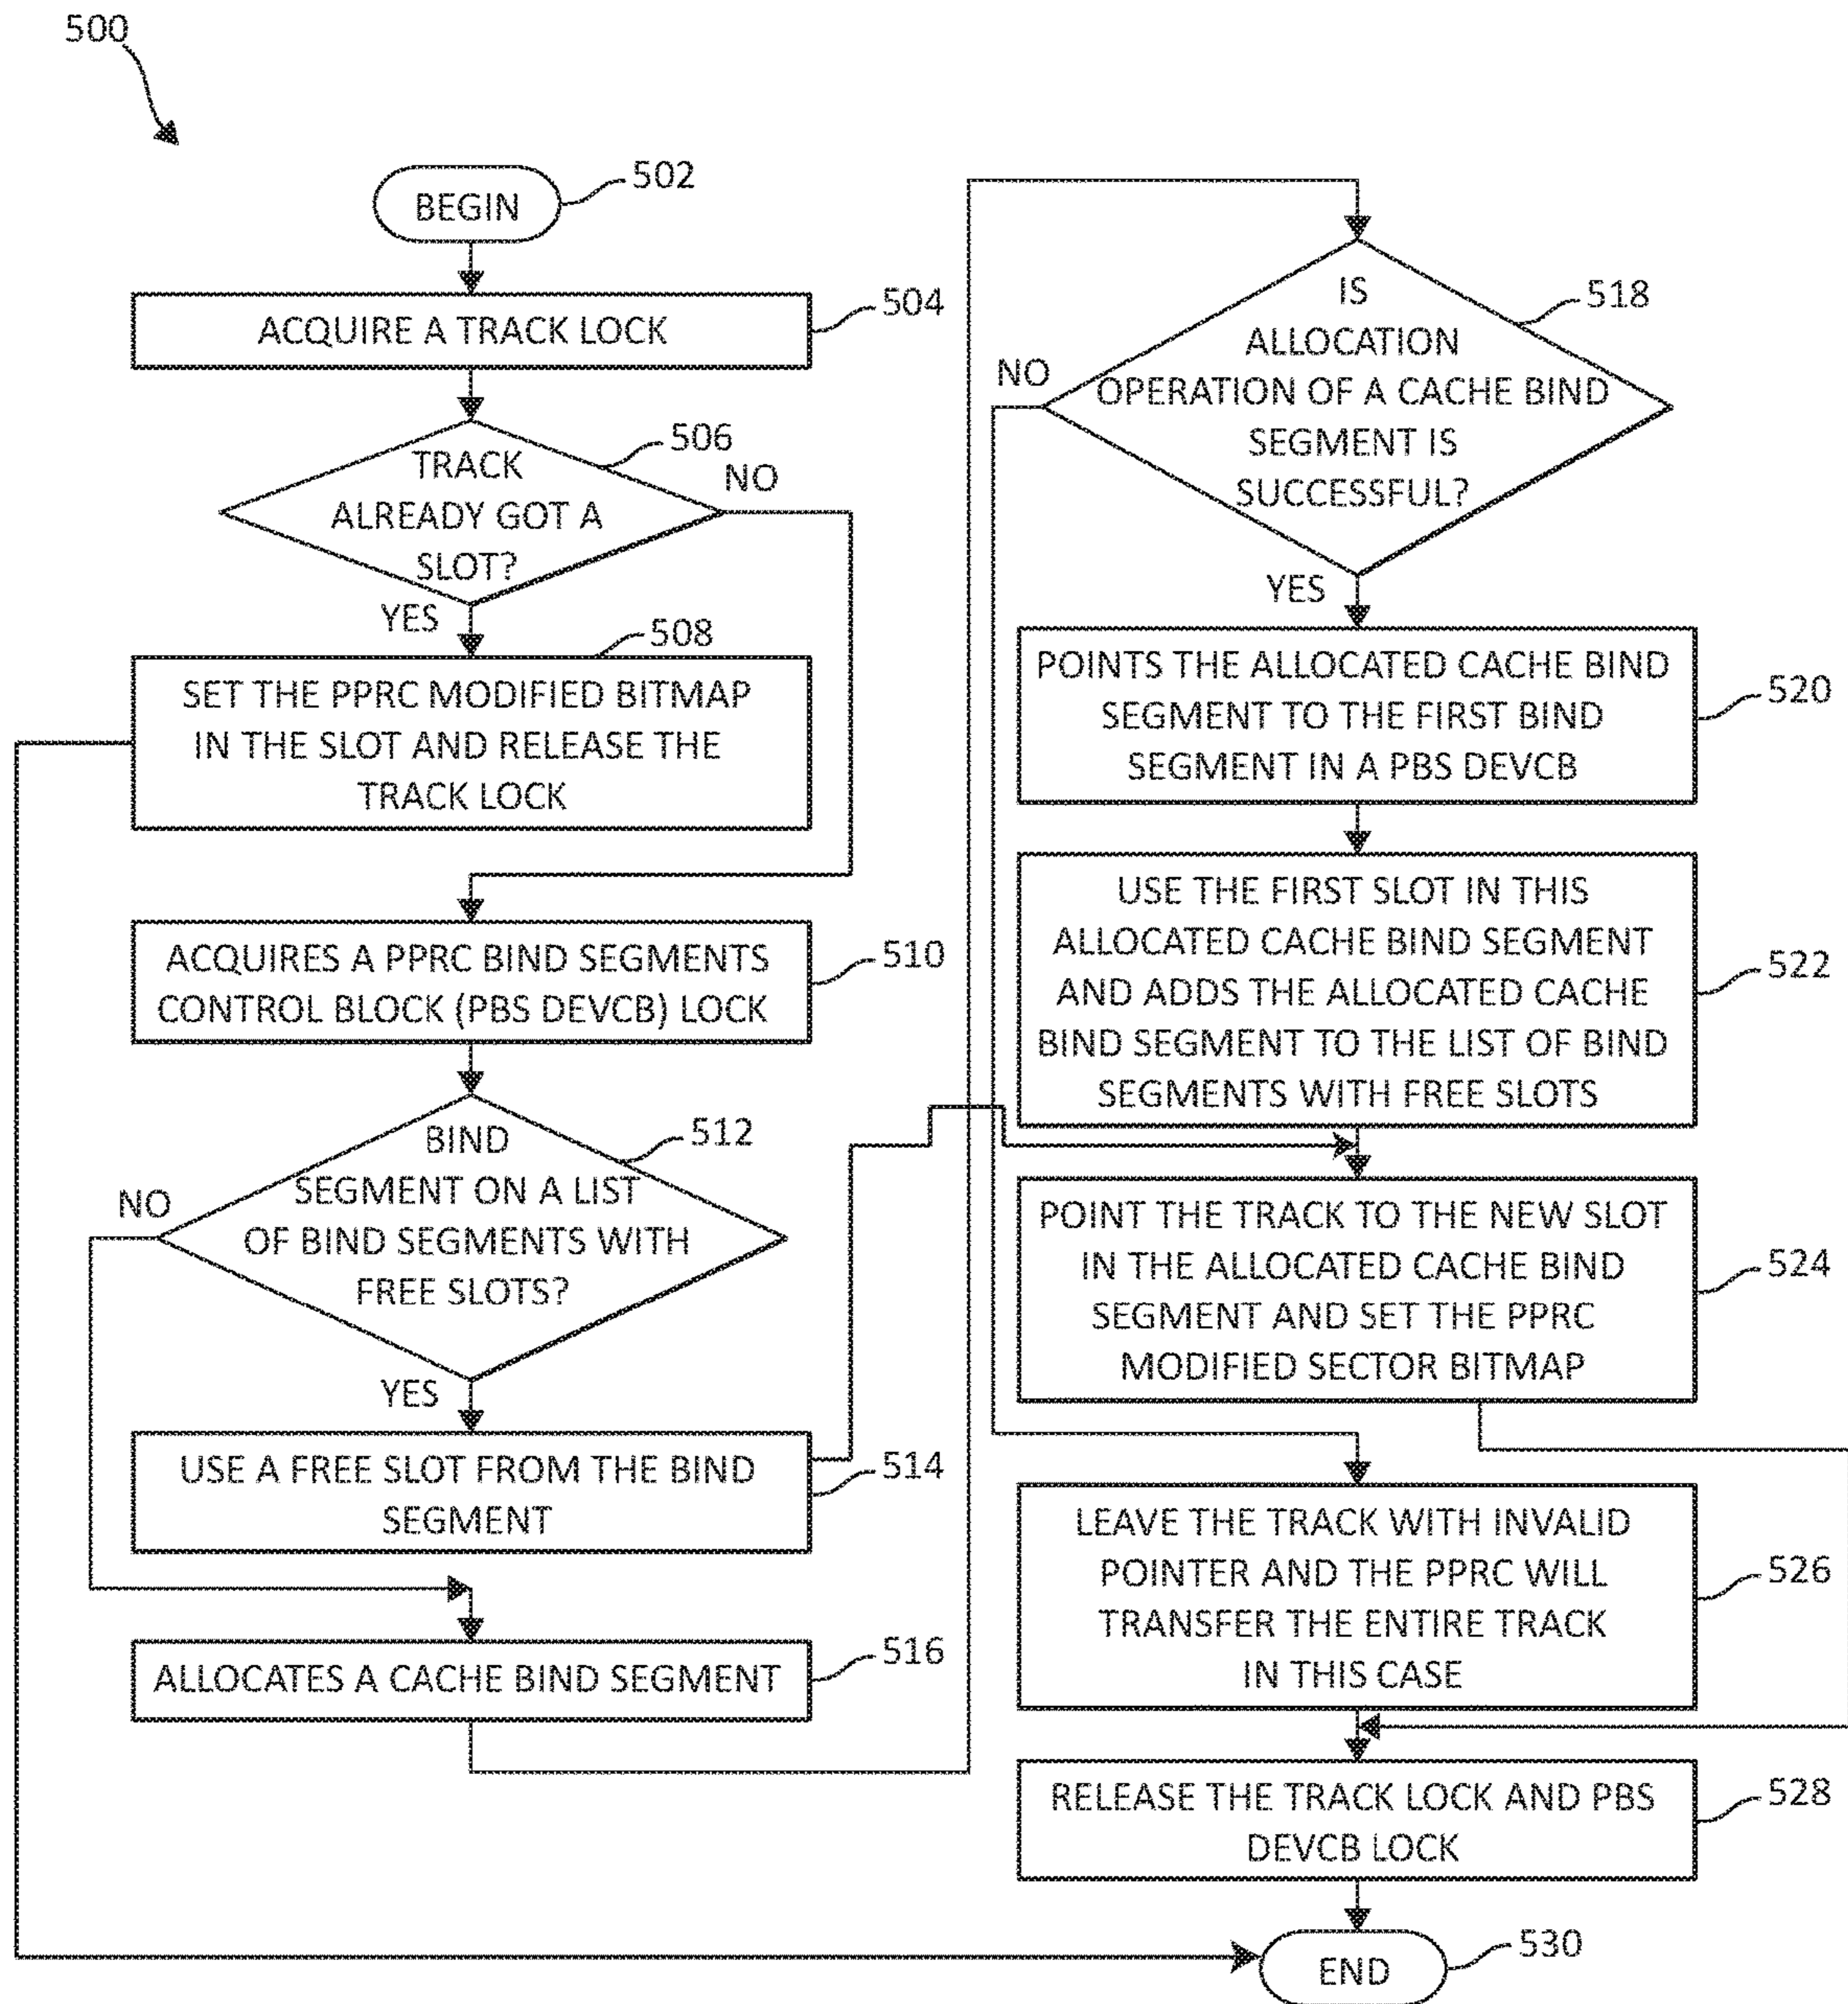 500
BEGIN
502
ACQUIRE A TRACK LOCK
504
TRACK
ALREADY GOT A
SLOT?
506
NO
YES
SET THE PPRC MODIFIED BITMAP
IN THE SLOT AND RELEASE THE
TRACK LOCK
508
ACQUIRES A PPRC BIND SEGMENTS
CONTROL BLOCK (PBS DEVCB) LOCK
510
BIND
SEGMENT ON A LIST
OF BIND SEGMENTS WITH
FREE SLOTS?
512
NO
YES
USE A FREE SLOT FROM THE BIND
SEGMENT
514
ALLOCATES A CACHE BIND SEGMENT
516
IS
ALLOCATION
OPERATION OF A CACHE BIND
SEGMENT IS
SUCCESSFUL?
518
NO
YES
POINTS THE ALLOCATED CACHE BIND
SEGMENT TO THE FIRST BIND
SEGMENT IN A PBS DEVCB
520
USE THE FIRST SLOT IN THIS
ALLOCATED CACHE BIND SEGMENT
AND ADDS THE ALLOCATED CACHE
BIND SEGMENT TO THE LIST OF BIND
SEGMENTS WITH FREE SLOTS
522
POINT THE TRACK TO THE NEW SLOT
IN THE ALLOCATED CACHE BIND
SEGMENT AND SET THE PPRC
MODIFIED SECTOR BITMAP
524
LEAVE THE TRACK WITH INVALID
POINTER AND THE PPRC WILL
TRANSFER THE ENTIRE TRACK
IN THIS CASE
526
RELEASE THE TRACK LOCK AND PBS
DEVCB LOCK
528
END
530